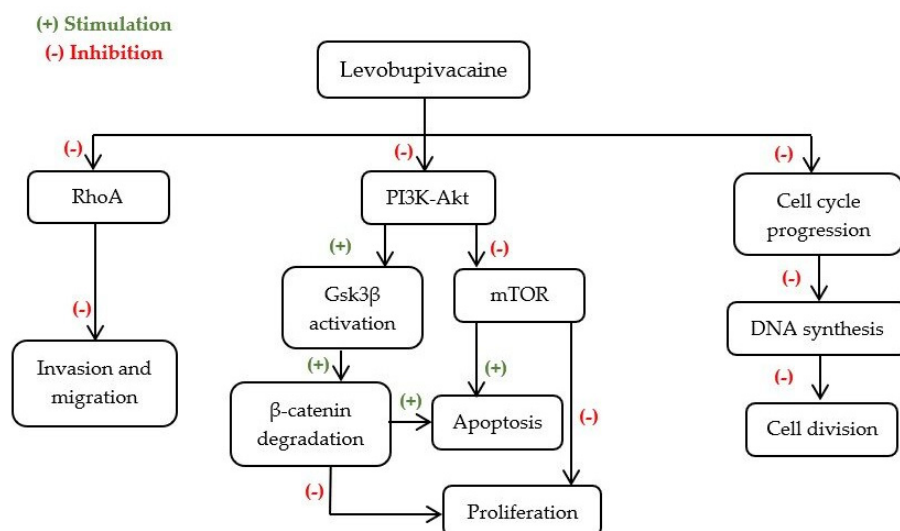 (+) Stimulation
(-) Inhibition
Levobupivacaine
(-)
(-)
(-)
RhoA
PI3K-Akt
Cell cycle
progression
(+)
(-)
(-)
Gsk3β
activation
mTOR
(-)
DNA synthesis
(+)
(+)
(-)
Invasion and
migration
β-catenin
degradation
(+)
Apoptosis
(-)
Cell division
(-)
Proliferation